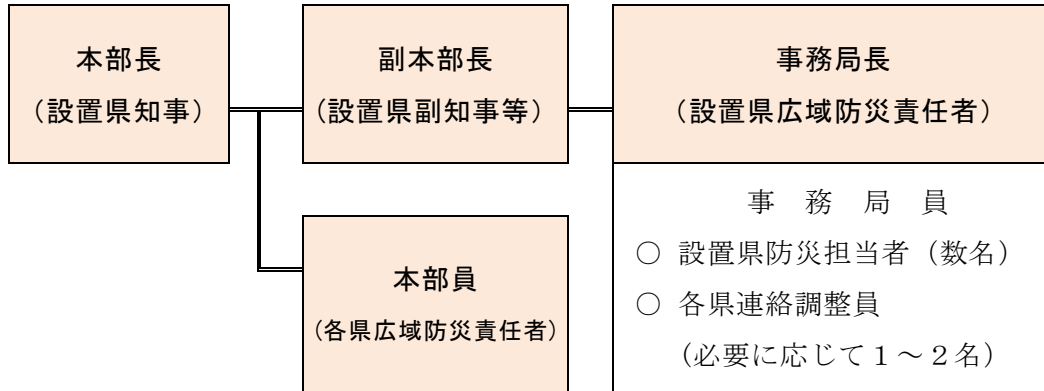 本部長
（設置県知事）
副本部長
（設置県副知事等）
事務局長
（設置県広域防災責任者）
本部員
（各県広域防災責任者）
事　務　局　員
○ 設置県防災担当者（数名）
○ 各県連絡調整員
（必要に応じて１～２名）